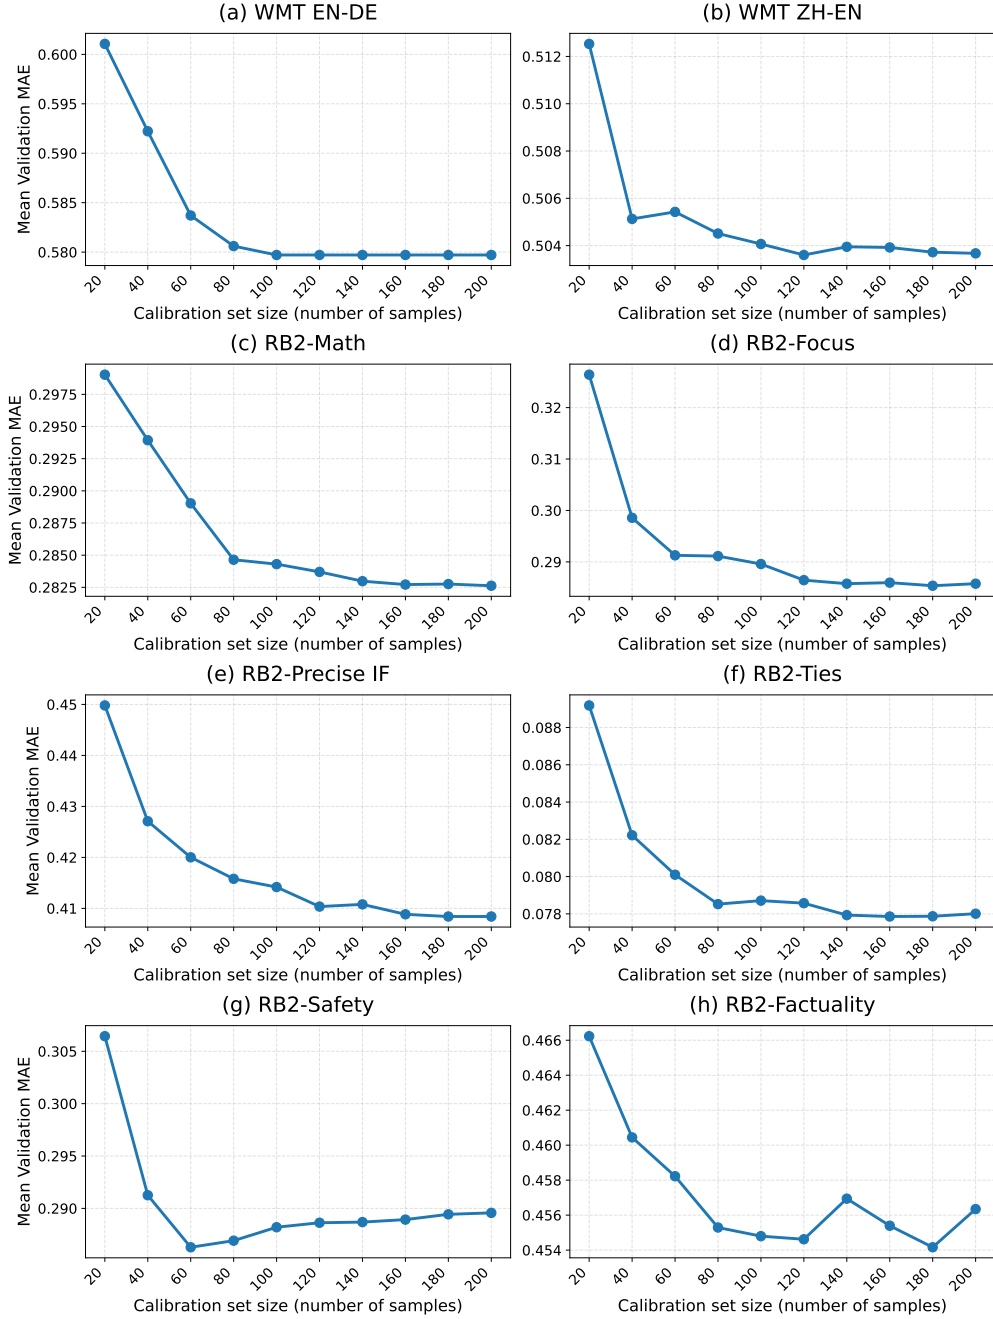 (a) WMT EN-DE
Mean Validation MAE
0.600
0.595
0.590
0.585
0.580
20 40 60 80 100 120 140 160 180 200
Calibration set size (number of samples)
(b) WMT ZH-EN
0.512
0.510
0.508
0.506
0.504
20 40 60 80 100 120 140 160 180 200
Calibration set size (number of samples)
(c) RB2-Math
Mean Validation MAE
0.2975
0.2950
0.2925
0.2900
0.2875
0.2850
0.2825
20 40 60 80 100 120 140 160 180 200
Calibration set size (number of samples)
(d) RB2-Focus
0.32
0.31
0.30
0.29
20 40 60 80 100 120 140 160 180 200
Calibration set size (number of samples)
(e) RB2-Precise IF
Mean Validation MAE
0.45
0.44
0.43
0.42
0.41
20 40 60 80 100 120 140 160 180 200
Calibration set size (number of samples)
(f) RB2-Ties
0.088
0.086
0.084
0.082
0.080
0.078
20 40 60 80 100 120 140 160 180 200
Calibration set size (number of samples)
(g) RB2-Safety
Mean Validation MAE
0.305
0.300
0.295
0.290
20 40 60 80 100 120 140 160 180 200
Calibration set size (number of samples)
(h) RB2-Factuality
0.466
0.464
0.462
0.460
0.458
0.456
0.454
20 40 60 80 100 120 140 160 180 200
Calibration set size (number of samples)